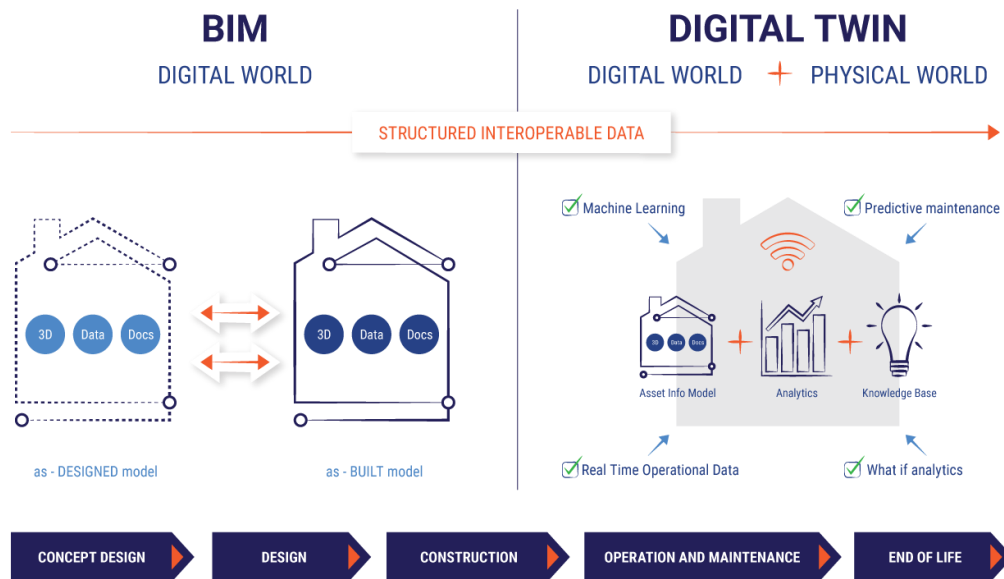 BIM
DIGITAL WORLD
DIGITAL TWIN
DIGITAL WORLD + PHYSICAL WORLD
STRUCTURED INTEROPERABLE DATA
3D Data Docs
as - DESIGNED model
3D Data Docs
as - BUILT model
Machine Learning
Predictive maintenance
3D Data Docs
Asset Info Model
+
Analytics
+
Knowledge Base
Real Time Operational Data
What if analytics
CONCEPT DESIGN
DESIGN
CONSTRUCTION
OPERATION AND MAINTENANCE
END OF LIFE